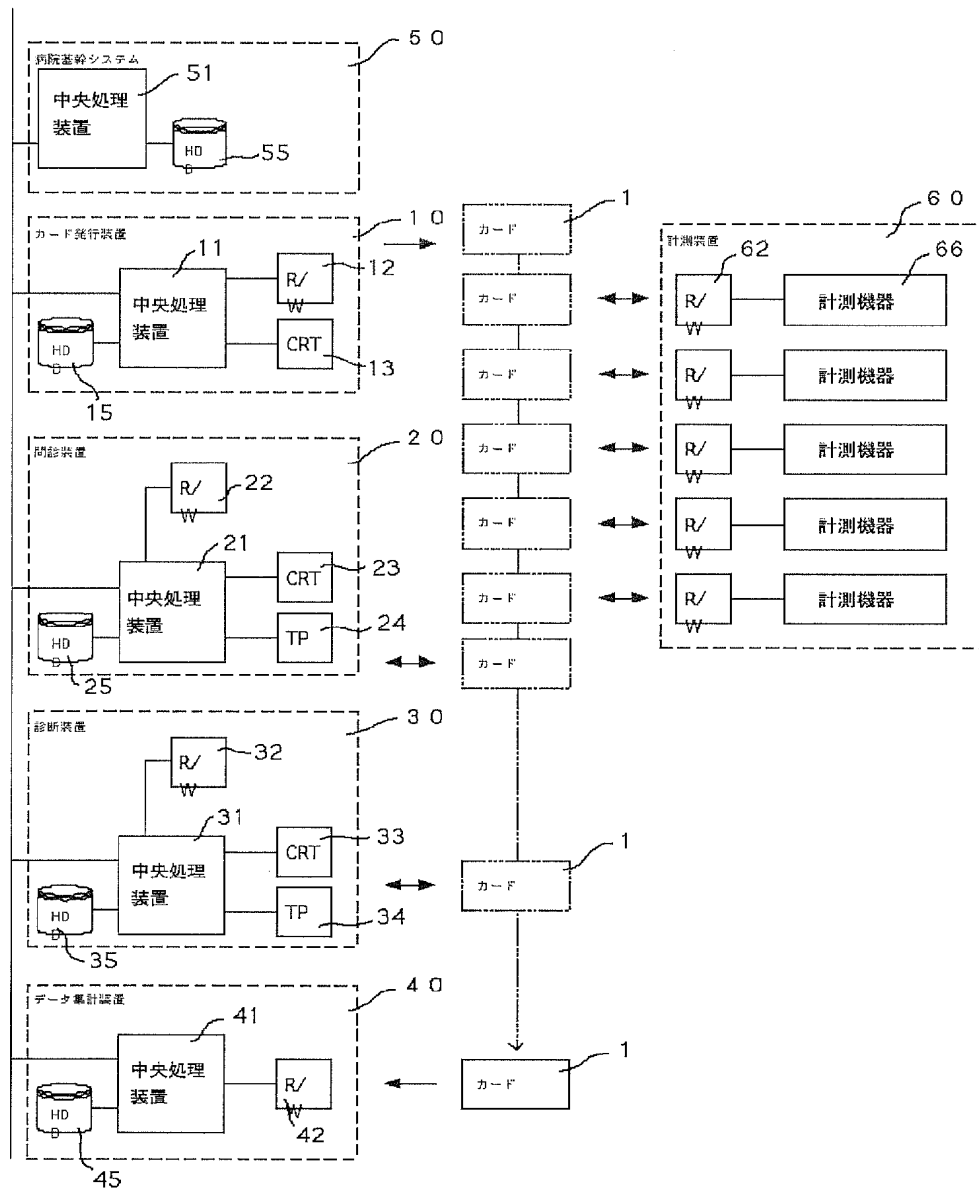 病院基幹システム
50
中央処理
装置
51
HD
D
55
カード発行装置
10
中央処理
装置
11
R/
W
12
CRT
13
HD
D
15
問診装置
20
R/
W
22
中央処理
装置
21
CRT
23
TP
24
HD
D
25
診断装置
30
R/
W
32
中央処理
装置
31
CRT
33
TP
34
HD
D
35
データ集計装置
40
中央処理
装置
41
R/
W
42
HD
D
45
カード
1
カード
カード
カード
カード
カード
カード
カード
1
カード
1
計測装置
60
R/
W
62
計測機器
66
R/
W
計測機器
R/
W
計測機器
R/
W
計測機器
R/
W
計測機器